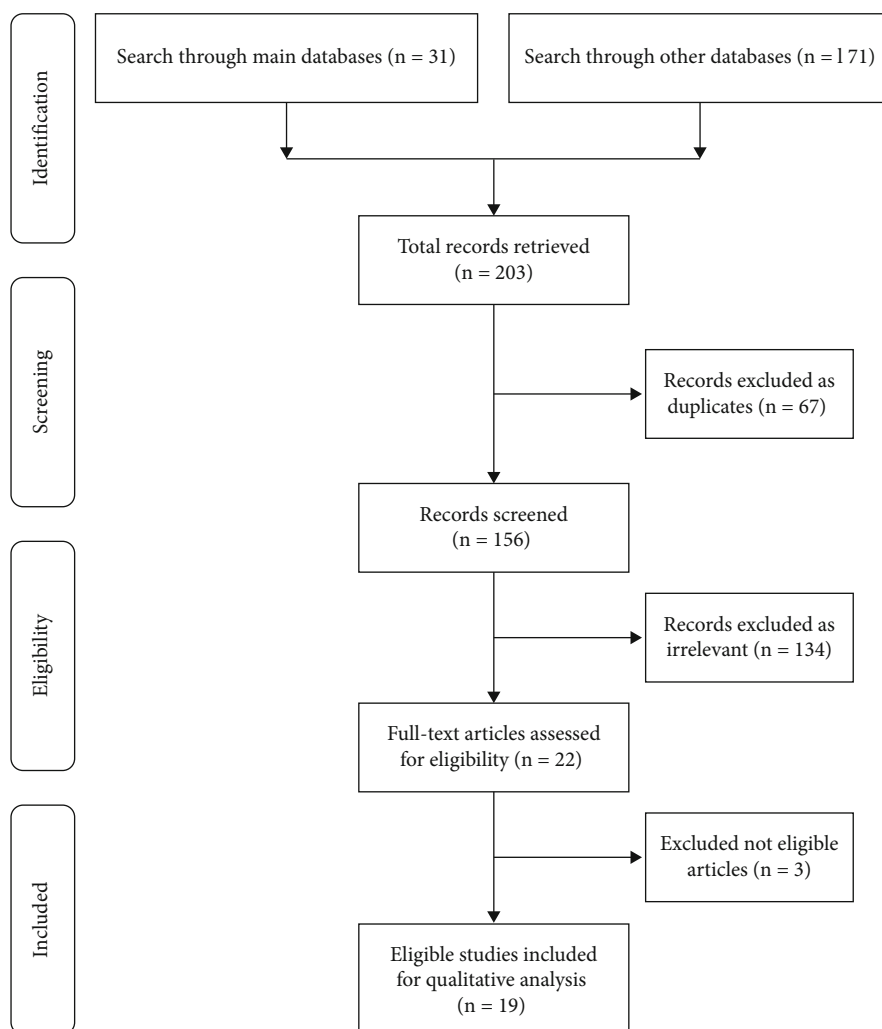 Identification
Search through main databases (n = 31)
Search through other databases (n = l 71)
Total records retrieved
(n = 203)
Screening
Records excluded as
duplicates (n = 67)
Records screened
(n = 156)
Eligibility
Records excluded as
irrelevant (n = 134)
Full-text articles assessed
for eligibility (n = 22)
Included
Excluded not eligible
articles (n = 3)
Eligible studies included
for qualitative analysis
(n = 19)